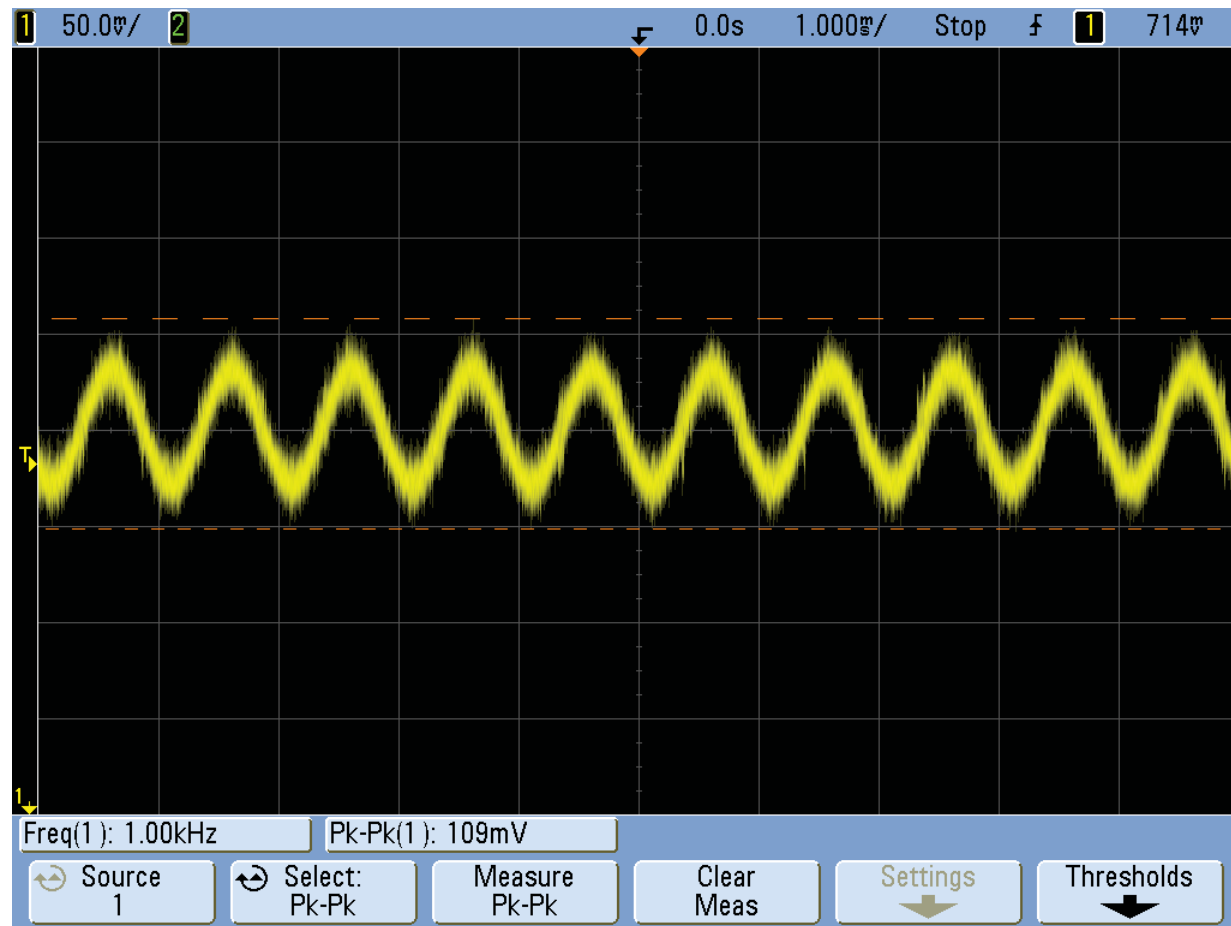 1 50.0mV/ 2 0.0s 1.000ms/ Stop 1 714mV
T
1
Freq(1): 1.00kHz Pk-Pk(1): 109mV
Source Select: Measure Clear Settings Thresholds
1 Pk-Pk Pk-Pk Meas